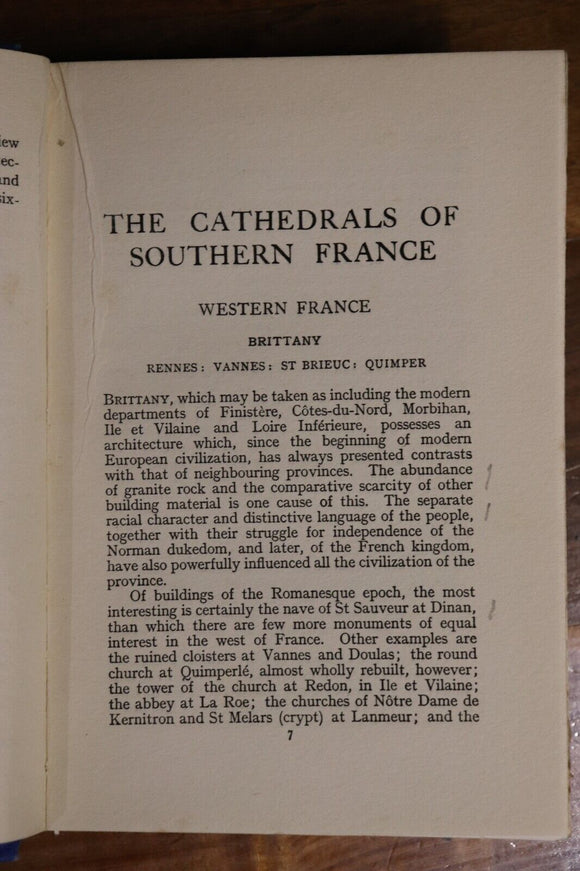 iew
ec-
and
six-
THE CATHEDRALS OF
SOUTHERN FRANCE
WESTERN FRANCE
BRITTANY
RENNES: VANNES: ST BRIEUC: QUIMPER
BRITTANY, which may be taken as including the modern
departments of Finistère, Côtes-du-Nord, Morbihan,
Ile et Vilaine and Loire Inférieure, possesses an
architecture which, since the beginning of modern
European civilization, has always presented contrasts
with that of neighbouring provinces. The abundance
of granite rock and the comparative scarcity of other
building material is one cause of this. The separate
racial character and distinctive language of the people,
together with their struggle for independence of the
Norman dukedom, and later, of the French kingdom,
have also powerfully influenced all the civilization of the
province.
Of buildings of the Romanesque epoch, the most
interesting is certainly the nave of St Sauveur at Dinan,
than which there are few more monuments of equal
interest in the west of France. Other examples are
the ruined cloisters at Vannes and Doulas; the round
church at Quimperlé, almost wholly rebuilt, however;
the tower of the church at Redon, in Ile et Vilaine;
the abbey at La Roe; the churches of Nôtre Dame de
Kernitron and St Melars (crypt) at Lanmeur; and the
7